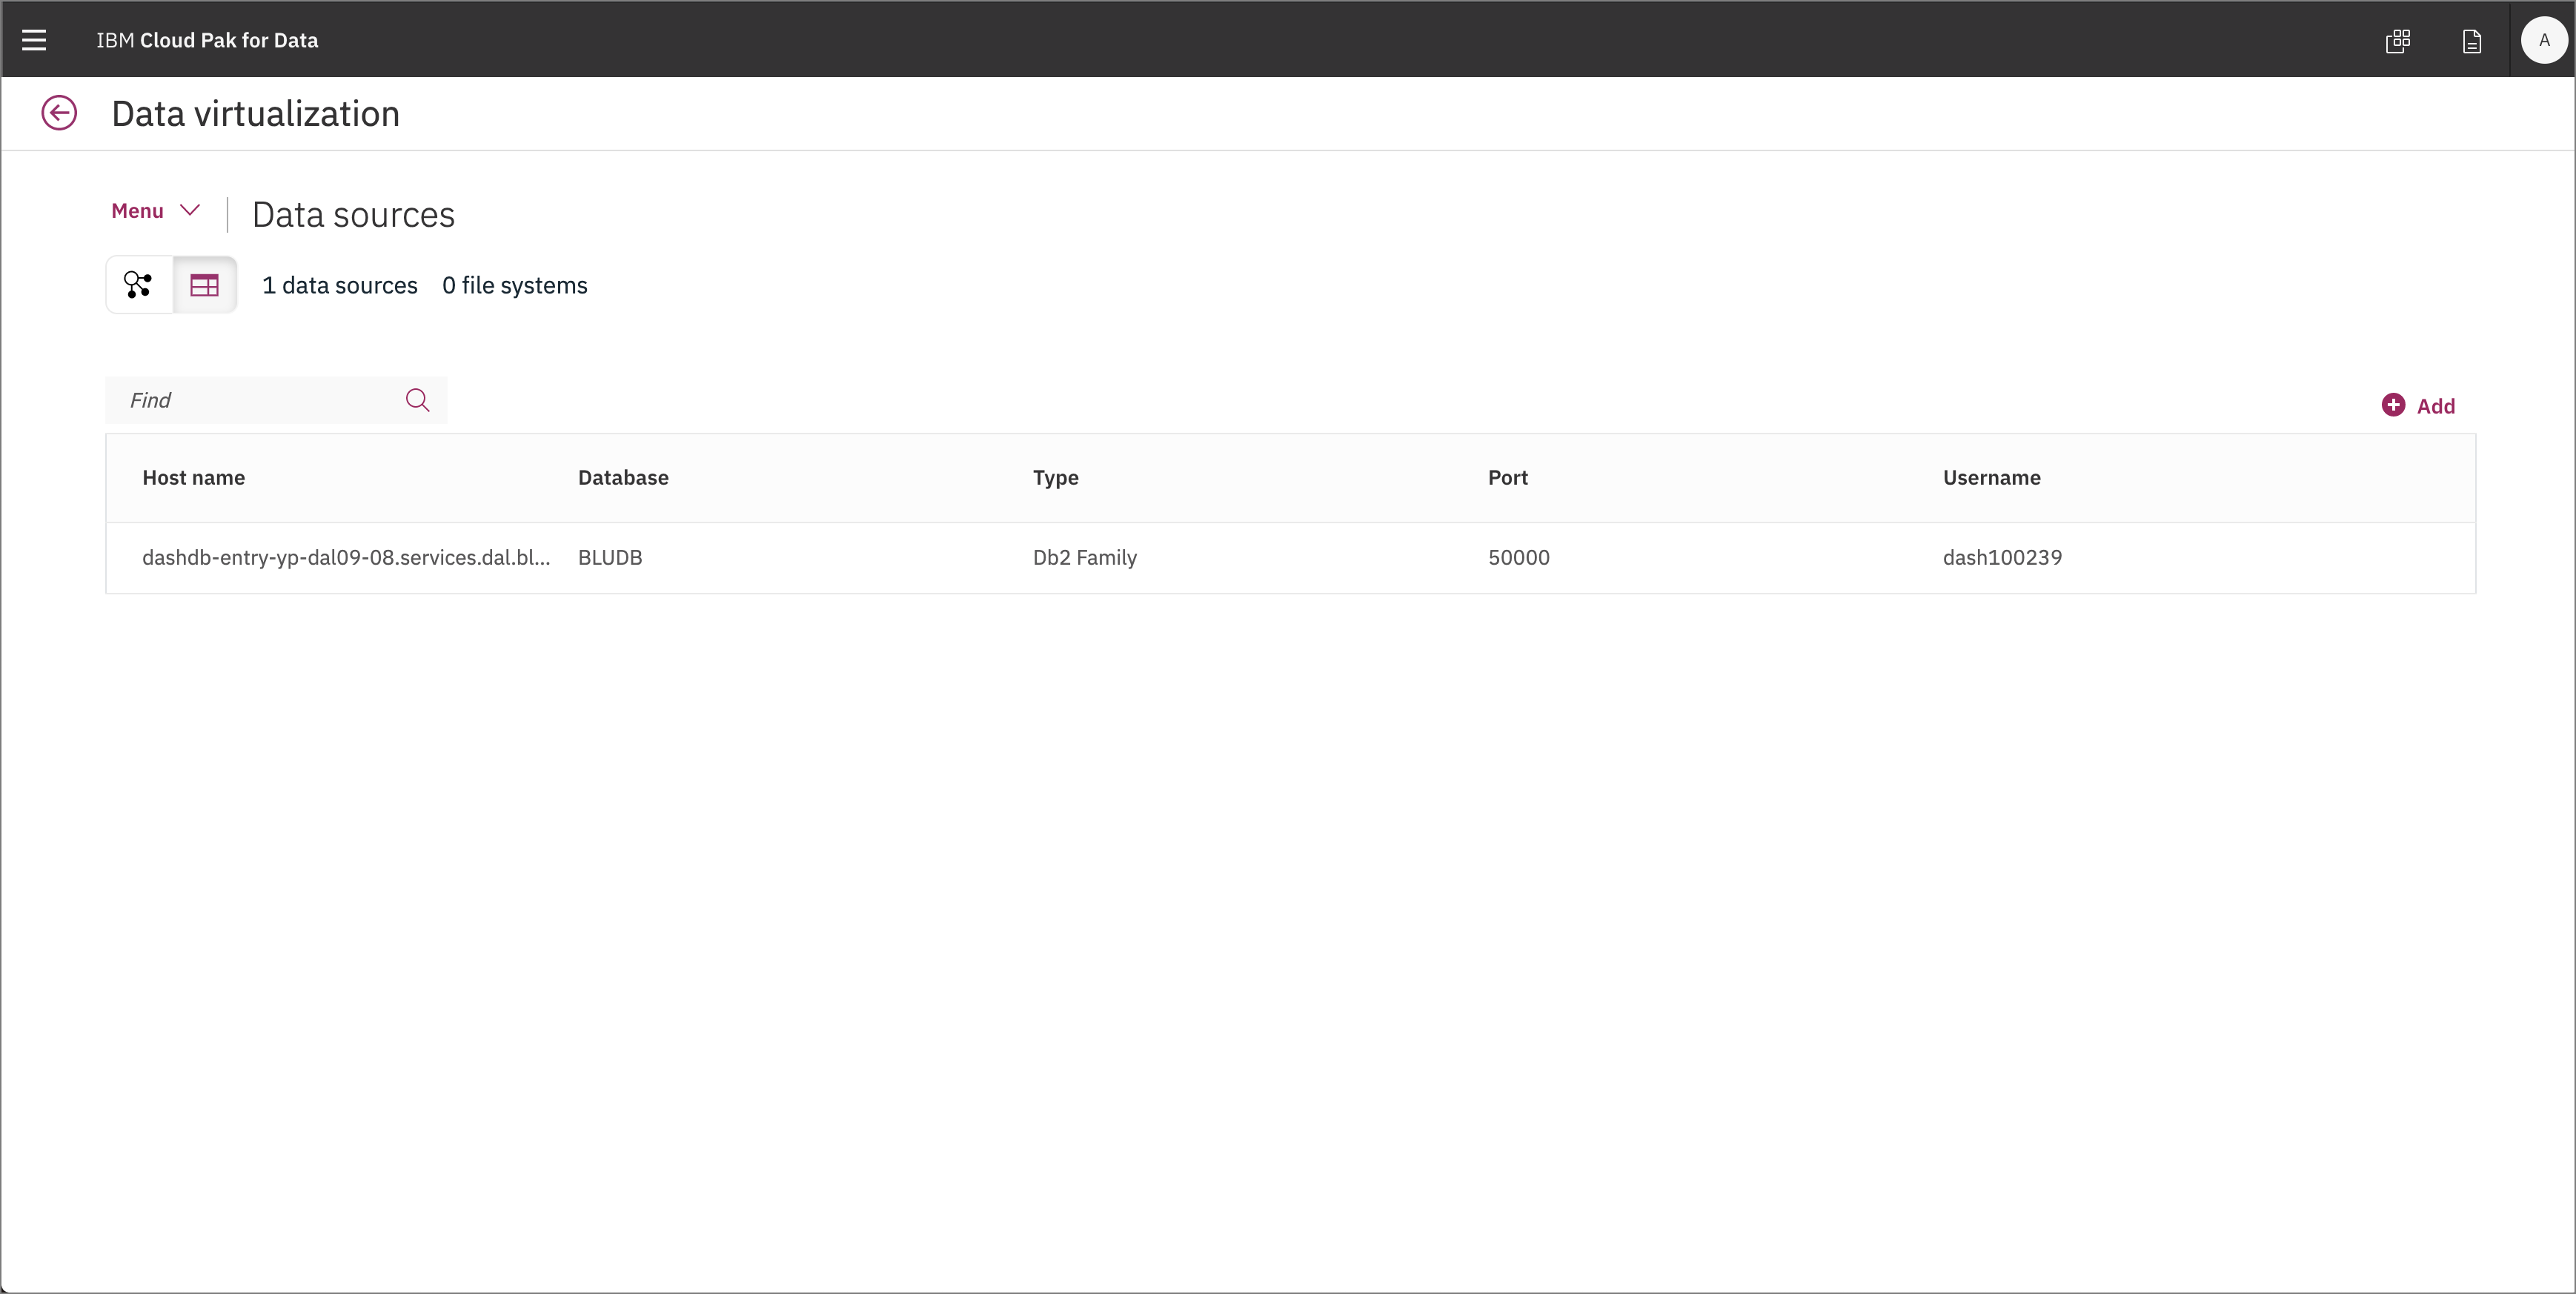 IBM Cloud Pak for Data
A
Data virtualization
Menu
Data sources
1 data sources 0 file systems
Find
Add
Host name Database Type Port Username
dashdb-entry-yp-dal09-08.services.dal.bl... BLUDB Db2 Family 50000 dash100239